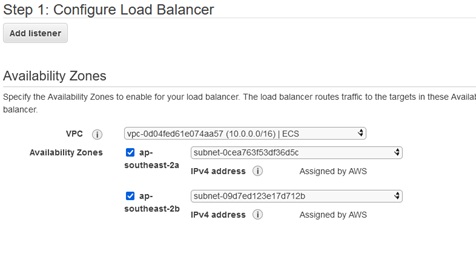 Step 1: Configure Load Balancer
Add listener
Availability Zones
Specify the Availability Zones to enable for your load balancer. The load balancer routes traffic to the targets in these Availa
balancer.
VPC i vpc-0d04fed61e074aa57 (10.0.0.0/16) | ECS
Availability Zones ap-southeast-2a subnet-0cea763f53df36d5c
IPv4 address i Assigned by AWS
ap-southeast-2b subnet-09d7ed123e17d712b
IPv4 address i Assigned by AWS